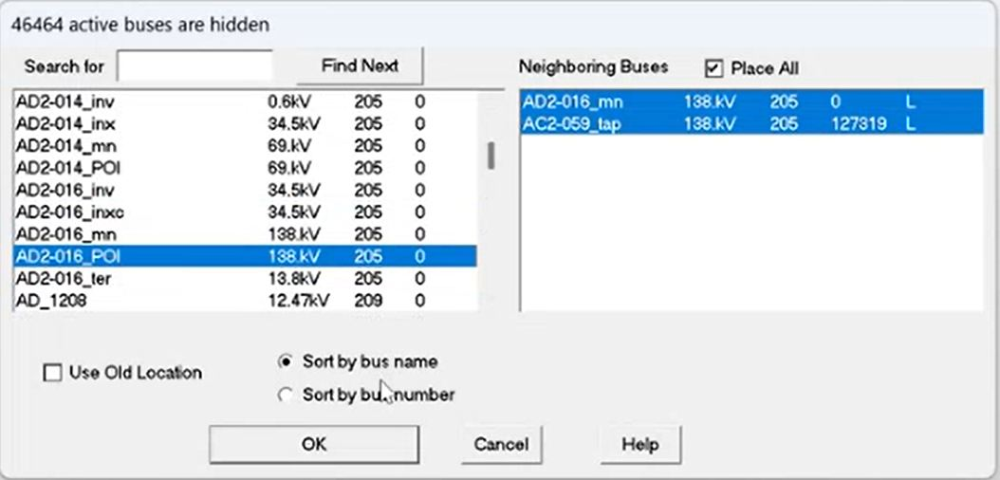 46464 active buses are hidden
Search for
Find Next
Neighboring Buses
Place All
AD2-014_inv 0.6kV 205 0
AD2-014_inx 34.5kV 205 0
AD2-014_mn 69.kV 205 0
AD2-014_POI 69.kV 205 0
AD2-016_inv 34.5kV 205 0
AD2-016_inxc 34.5kV 205 0
AD2-016_mn 138.kV 205 0
AD2-016_POI 138.kV 205 0
AD2-016_ter 13.8kV 205 0
AD_1208 12.47kV 209 0
AD2-016_mn 138.kV 205 0 L
AC2-059_tap 138.kV 205 127319 L
Use Old Location
Sort by bus name
Sort by bus number
OK
Cancel
Help